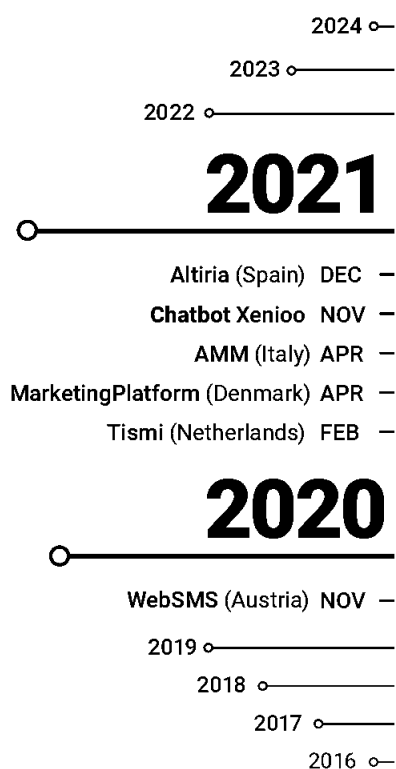 2024
2023
2022
2021
Altiria (Spain) DEC
Chatbot Xenioo NOV
AMM (Italy) APR
MarketingPlatform (Denmark) APR
Tismi (Netherlands) FEB
2020
WebSMS (Austria) NOV
2019
2018
2017
2016